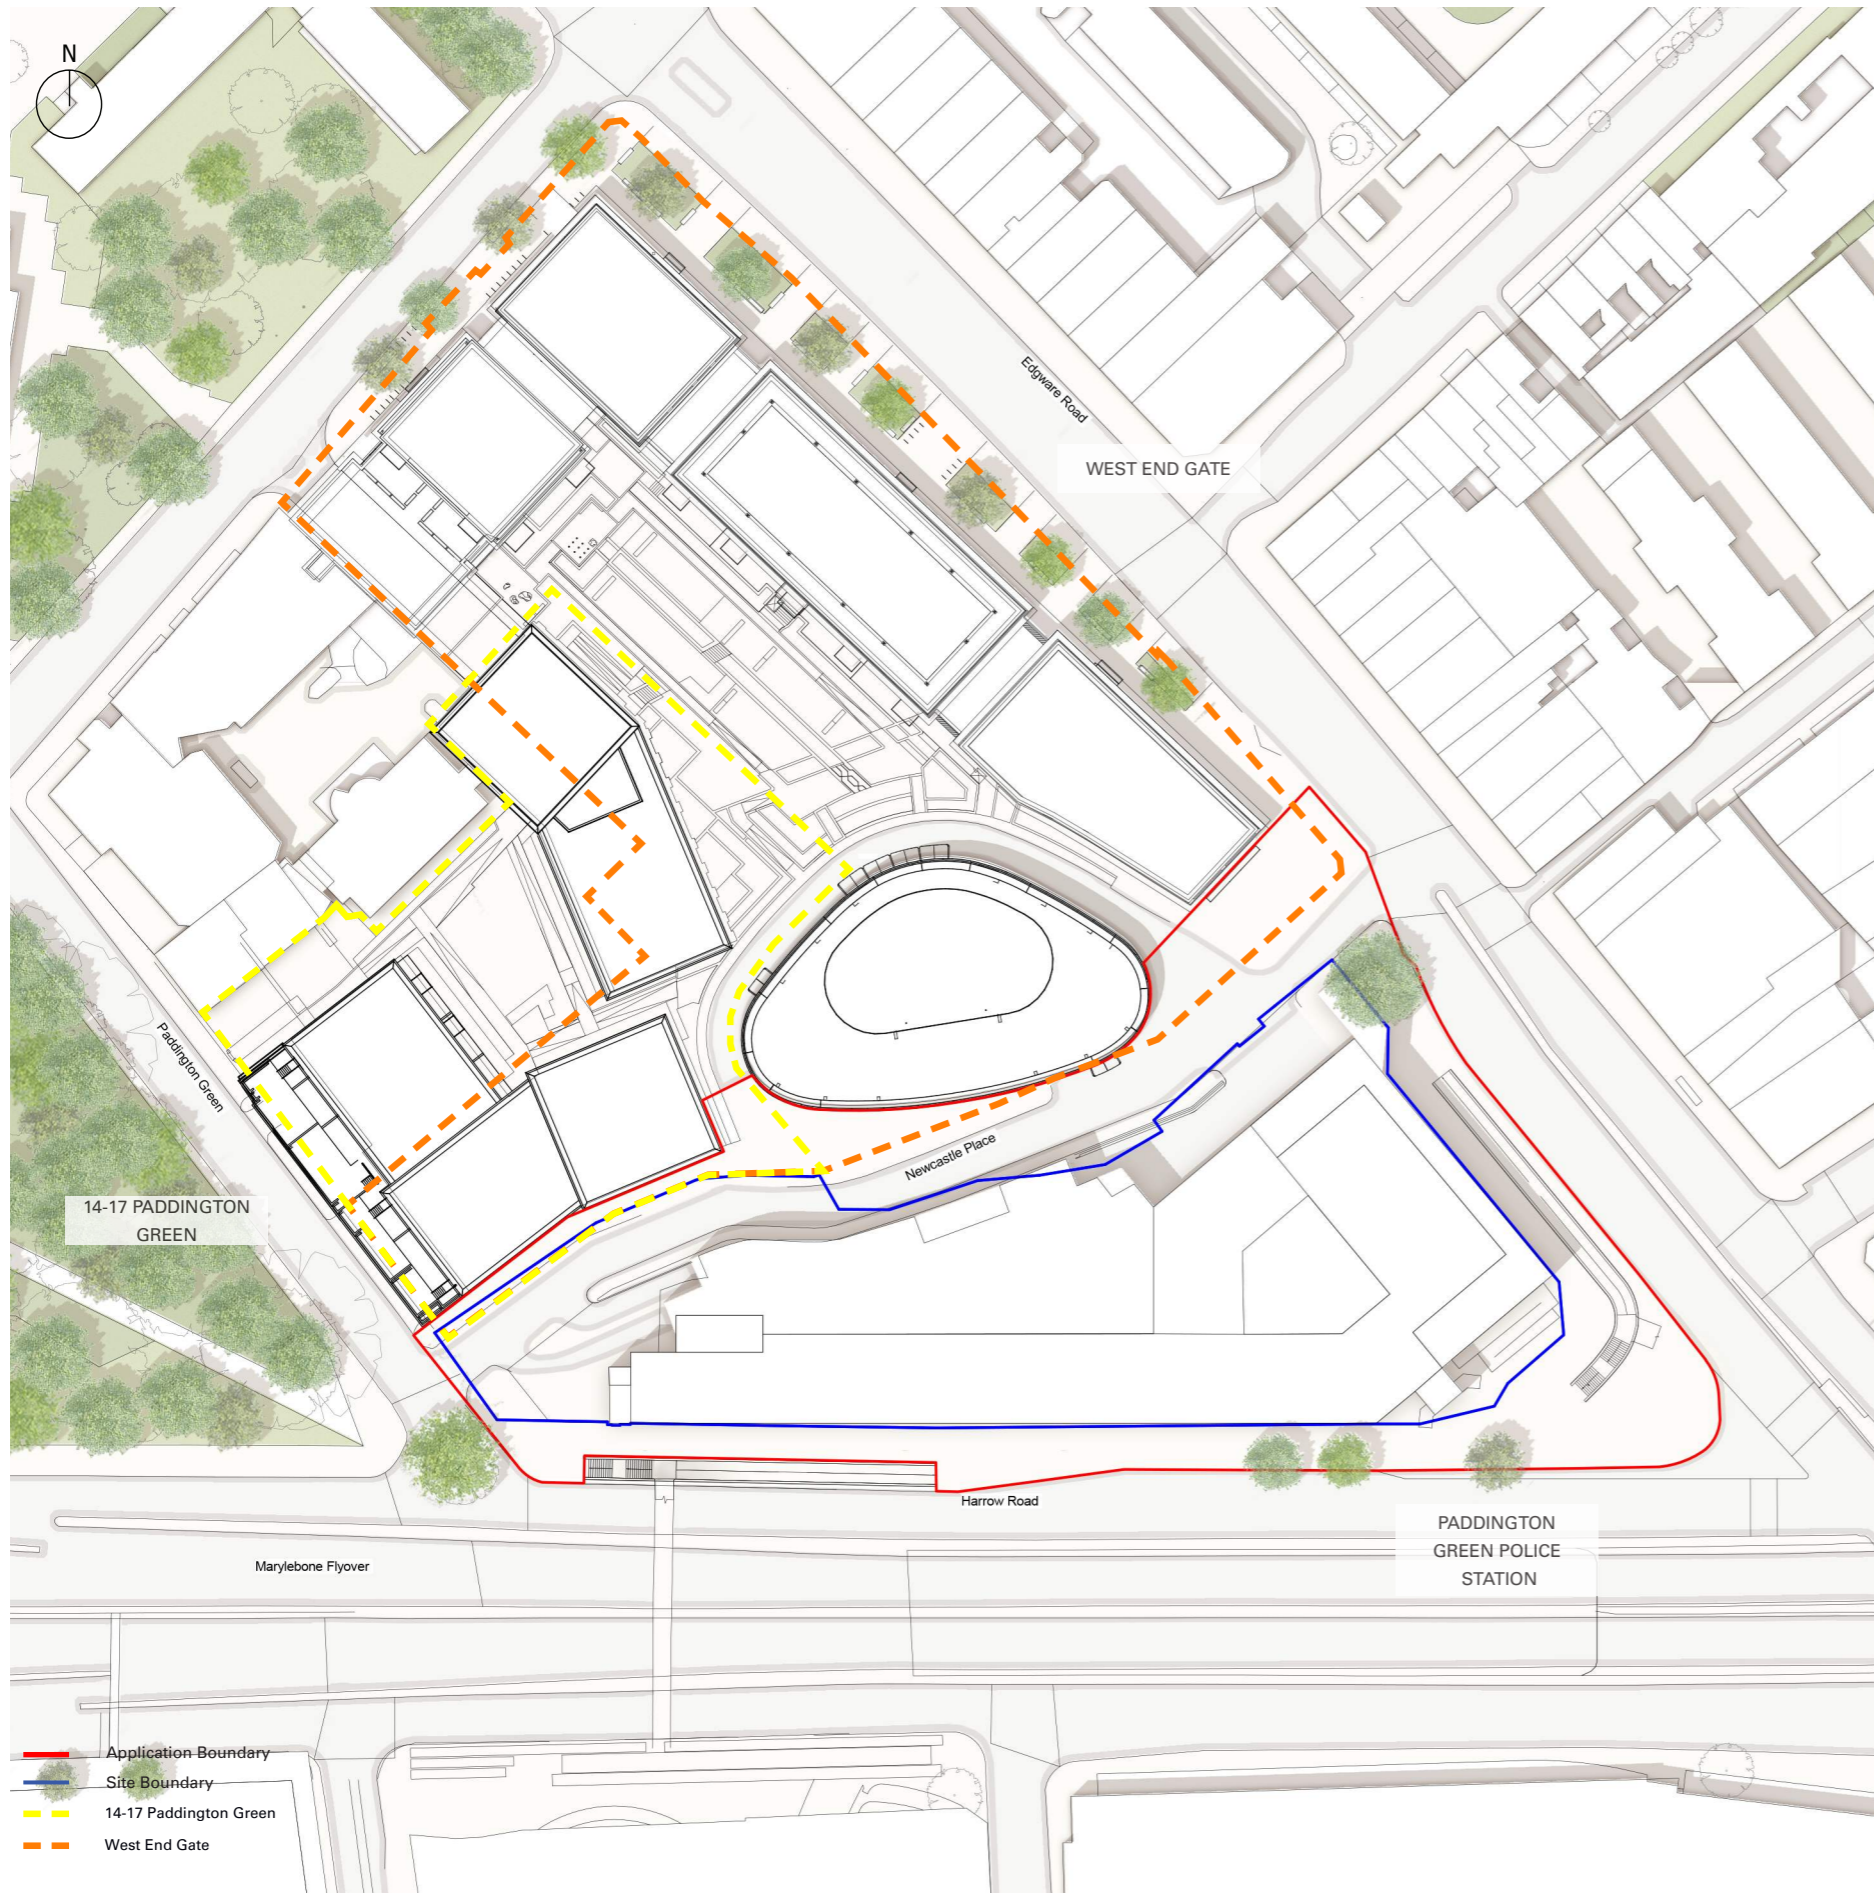 N
Edgware Road
WEST END GATE
Paddington Green
Newcastle Place
14-17 PADDINGTON
GREEN
Harrow Road
PADDINGTON
GREEN POLICE
STATION
Marylebone Flyover
Application Boundary
Site Boundary
14-17 Paddington Green
West End Gate